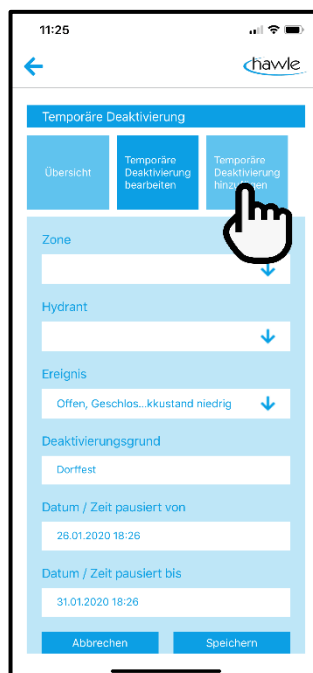 11:25
hawle
Temporäre Deaktivierung
Übersicht
Temporäre
Deaktivierung
bearbeiten
Temporäre
Deaktivierung
hinzufügen
Zone
Hydrant
Ereignis
Offen, Geschlos...kkustand niedrig
Deaktivierungsgrund
Dorffest
Datum / Zeit pausiert von
26.01.2020 18:26
Datum / Zeit pausiert bis
31.01.2020 18:26
Abbrechen
Speichern